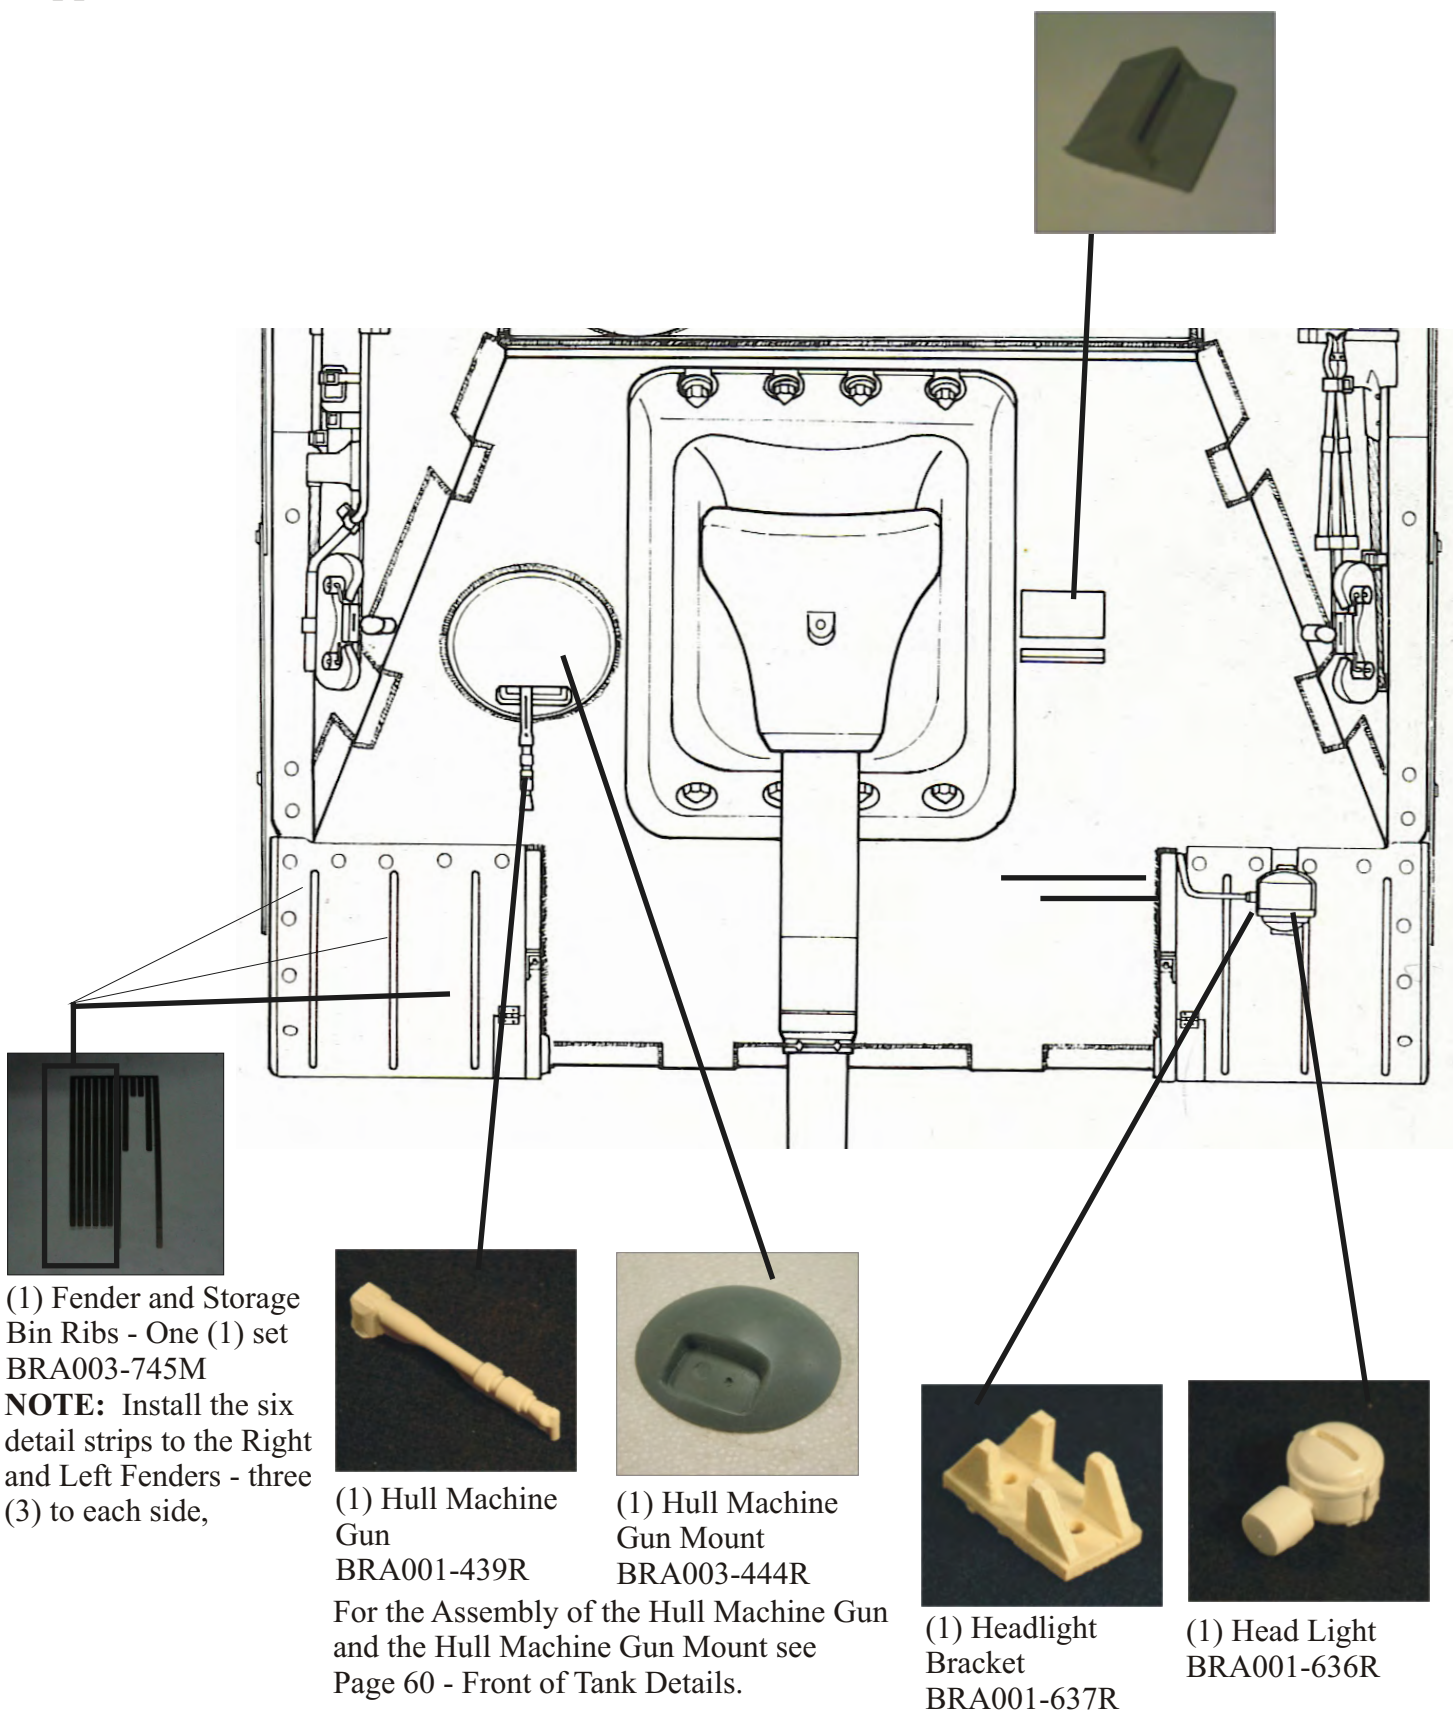 (1) Fender and Storage
Bin Ribs - One (1) set
BRA003-745M
NOTE:  Install the six
detail strips to the Right
and Left Fenders - three
(3) to each side,
(1) Hull Machine
Gun
BRA001-439R
(1) Hull Machine
Gun Mount
BRA003-444R
For the Assembly of the Hull Machine Gun
and the Hull Machine Gun Mount see
Page 60 - Front of Tank Details.
(1) Headlight
Bracket
BRA001-637R
(1) Head Light
BRA001-636R